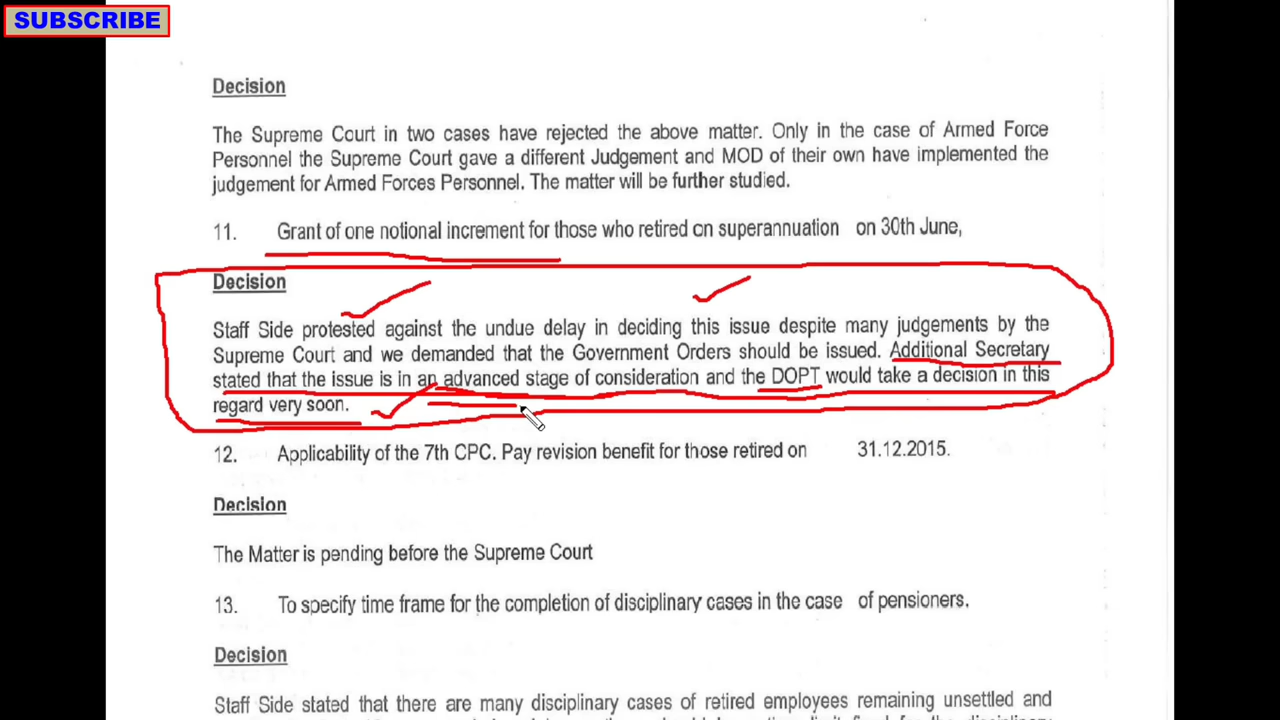 SUBSCRIBE
Decision
The Supreme Court in two cases have rejected the above matter. Only in the case of Armed Force
Personnel the Supreme Court gave a different Judgement and MOD of their own have implemented the
judgement for Armed Forces Personnel. The matter will be further studied.
11. Grant of one notional increment for those who retired on superannuation on 30th June,
Decision
Staff Side protested against the undue delay in deciding this issue despite many judgements by the
Supreme Court and we demanded that the Government Orders should be issued. Additional Secretary
stated that the issue is in an advanced stage of consideration and the DOPT would take a decision in this
regard very soon.
12. Applicability of the 7th CPC. Pay revision benefit for those retired on 31.12.2015.
Decision
The Matter is pending before the Supreme Court
13. To specify time frame for the completion of disciplinary cases in the case of pensioners.
Decision
Staff Side stated that there are many disciplinary cases of retired employees remaining unsettled and